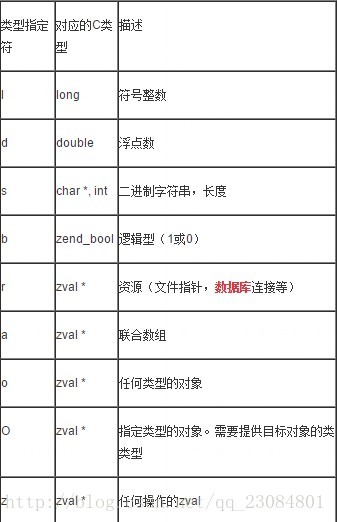 类型指定符 对应的C类型 描述
l long 符号整数
d double 浮点数
s char *, int 二进制字符串，长度
b zend_bool 逻辑型（1或0）
r zval * 资源（文件指针，数据库连接等）
a zval * 联合数组
o zval * 任何类型的对象
O zval * 指定类型的对象。需要提供目标对象的类类型
z zval * 任何操作的zval